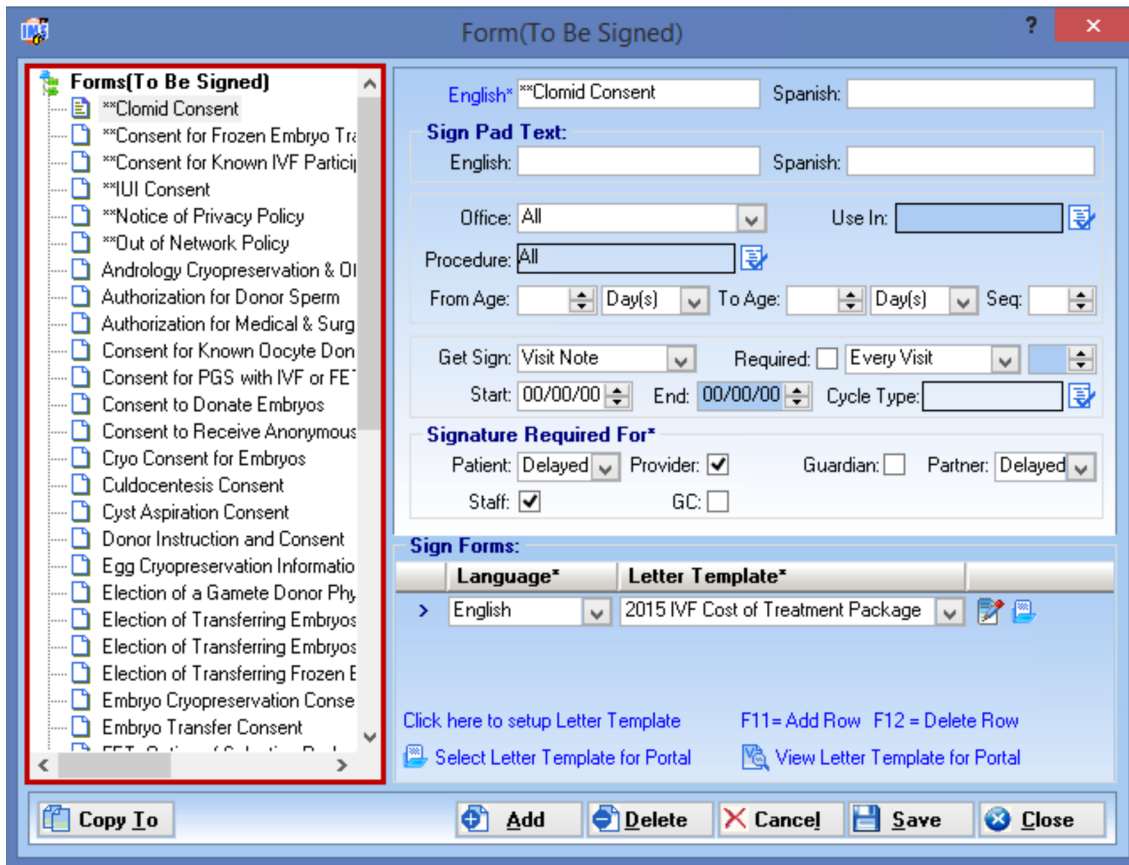 IMS
Form(To Be Signed)
?
Forms(To Be Signed)
**Clomid Consent
**Consent for Frozen Embryo Tra
**Consent for Known IVF Particip
**IUI Consent
**Notice of Privacy Policy
**Out of Network Policy
Andrology Cryopreservation & Ol
Authorization for Donor Sperm
Authorization for Medical & Surg
Consent for Known Oocyte Don
Consent for PGS with IVF or FET
Consent to Donate Embryos
Consent to Receive Anonymous
Cryo Consent for Embryos
Culdocentesis Consent
Cyst Aspiration Consent
Donor Instruction and Consent
Egg Cryopreservation Informatio
Election of a Gamete Donor Phy
Election of Transferring Embryos
Election of Transferring Embryos
Election of Transferring Frozen E
Embryo Cryopreservation Conse
Embryo Transfer Consent
English* **Clomid Consent Spanish:
Sign Pad Text:
English: Spanish:
Office: All Use In:
Procedure: All
From Age: Day(s) To Age: Day(s) Seq:
Get Sign: Visit Note Required: Every Visit
Start: 00/00/00 End: 00/00/00 Cycle Type:
Signature Required For*
Patient: Delayed Provider: Guardian: Partner: Delayed
Staff: GC:
Sign Forms:
Language* Letter Template*
> English 2015 IVF Cost of Treatment Package
Click here to setup Letter Template F11= Add Row F12 = Delete Row
Select Letter Template for Portal View Letter Template for Portal
Copy To Add Delete Cancel Save Close